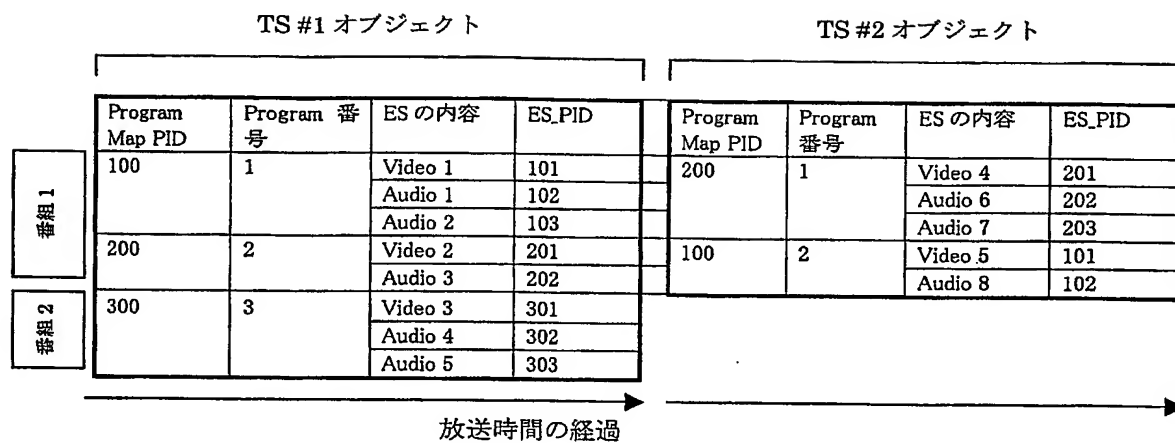 TS #1 オブジェクト
TS #2 オブジェクト
Program Map PID
Program 番号
ES の内容
ES_PID
Program Map PID
Program 番号
ES の内容
ES_PID
番組 1
100
1
Video 1
101
Audio 1
102
Audio 2
103
200
2
Video 2
201
Audio 3
202
番組 2
300
3
Video 3
301
Audio 4
302
Audio 5
303
200
1
Video 4
201
Audio 6
202
Audio 7
203
100
2
Video 5
101
Audio 8
102
放送時間の経過